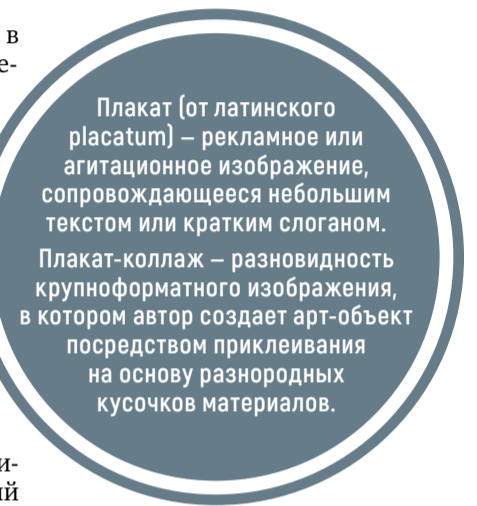 в
е-
Плакат (от латинского
placatum) – рекламное или
агитационное изображение,
сопровождающееся небольшим
текстом или кратким слоганом.
Плакат-коллаж – разновидность
крупноформатного изображения,
в котором автор создает арт-объект
посредством приклеивания
на основу разнородных
кусочков материалов.
и-
ий